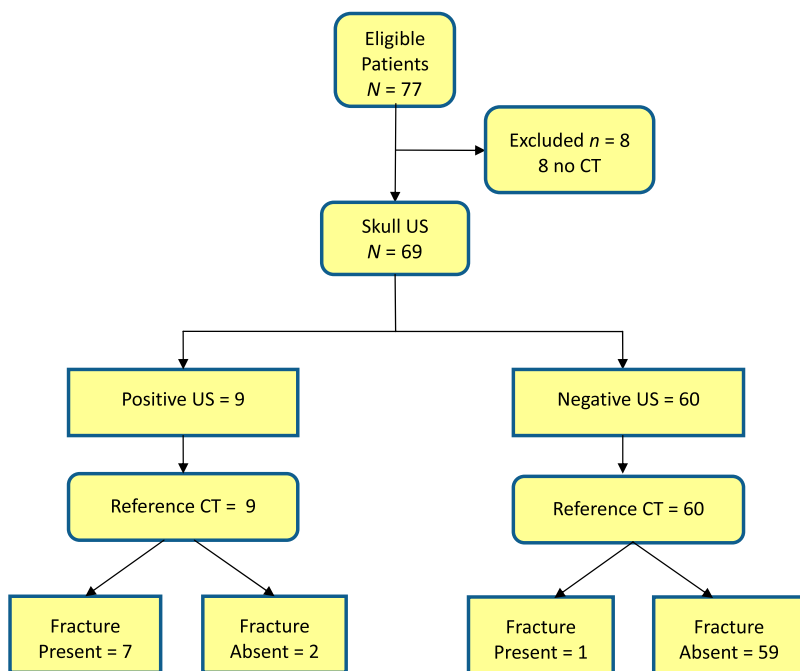 Eligible
Patients
N = 77
Excluded n = 8
8 no CT
Skull US
N = 69
Positive US = 9
Negative US = 60
Reference CT =  9
Reference CT = 60
Fracture
Present = 7
Fracture
Absent = 2
Fracture
Present = 1
Fracture
Absent = 59